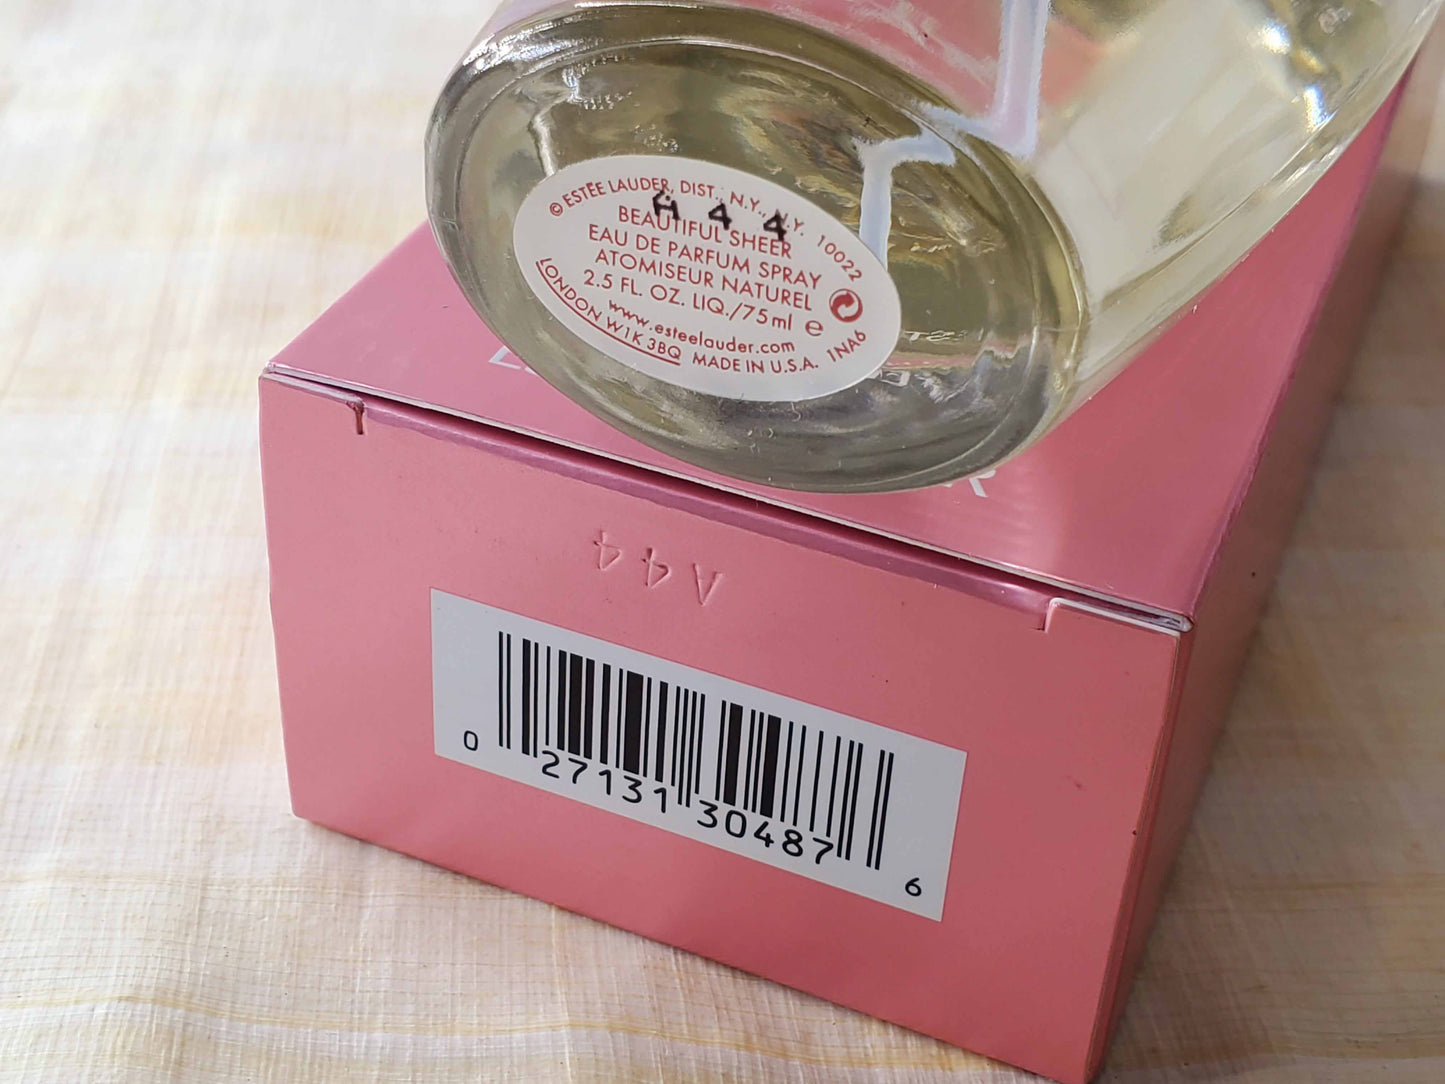 © ESTĒE LAUDER, DIST., N.Y., N.Y. 10022
A44
BEAUTIFUL SHEER
EAU DE PARFUM SPRAY
ATOMISEUR NATUREL
2.5 FL. OZ. LIQ./75ml e
www.esteelauder.com
LONDON W1K 3BQ MADE IN U.S.A. 1NA6
A44
0 27131 30487 6